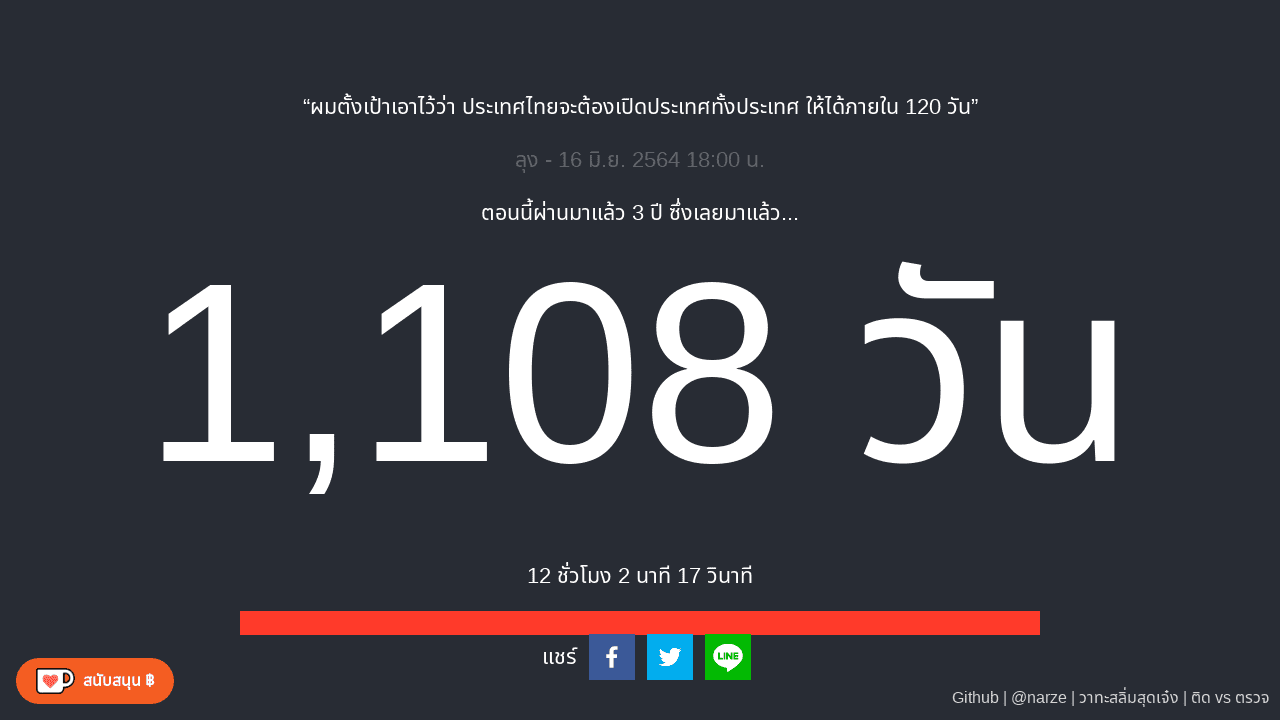 “ผมตั้งเป้าเอาไว้ว่า ประเทศไทยจะต้องเปิดประเทศทั้งประเทศ ให้ได้ภายใน 120 วัน”
ลุง - 16 มิ.ย. 2564 18:00 น.
ตอนนี้ผ่านมาแล้ว 3 ปี ซึ่งเลยมาแล้ว...
1,108 วัน
12 ชั่วโมง 2 นาที 17 วินาที
แชร์
LINE
สนับสนุน ฿
Github | @narze | วาทะสลิ่มสุดเจ๋ง | ติด vs ตรวจ